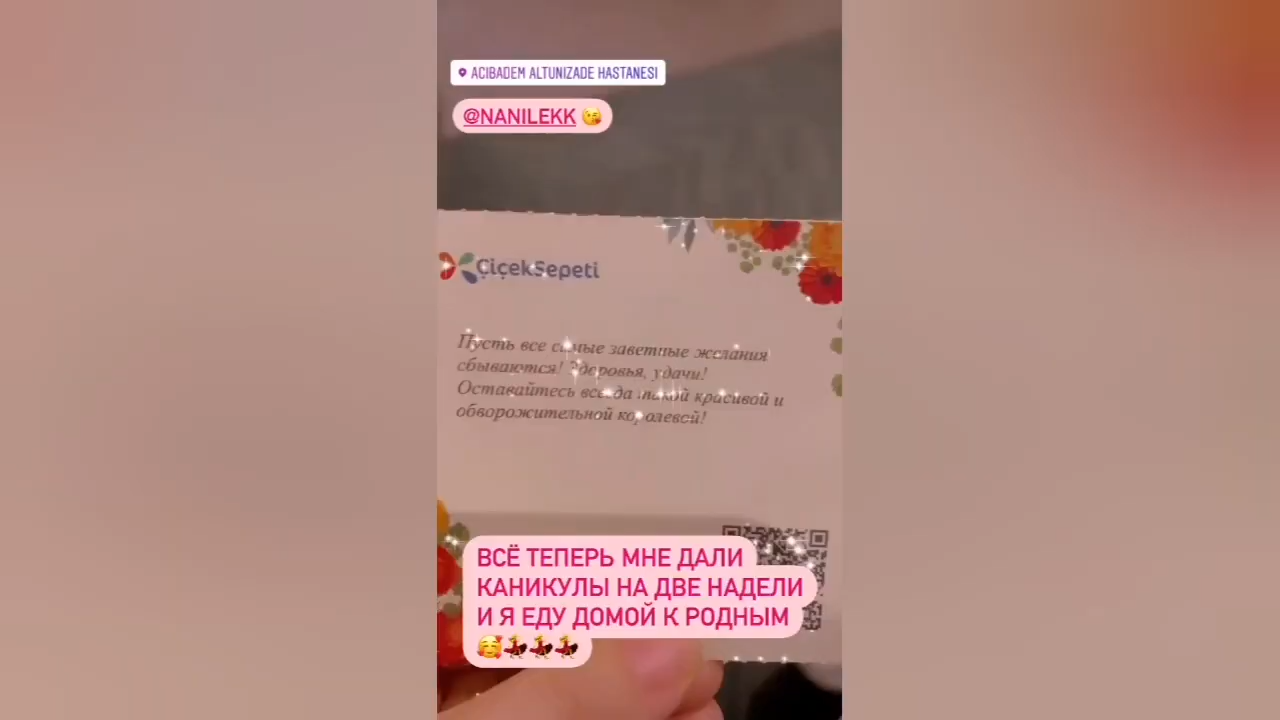 ACIBADEM ALTUNIZADE HASTANESI
@NANILEKK
ÇiçekSepeti
Пусть все самые заветные желания
сбываются! Здоровья, удачи!
Оставайтесь всегда такой красивой и
обворожительной королевой!
ВСЁ ТЕПЕРЬ МНЕ ДАЛИ
КАНИКУЛЫ НА ДВЕ НАДЕЛИ
И Я ЕДУ ДОМОЙ К РОДНЫМ